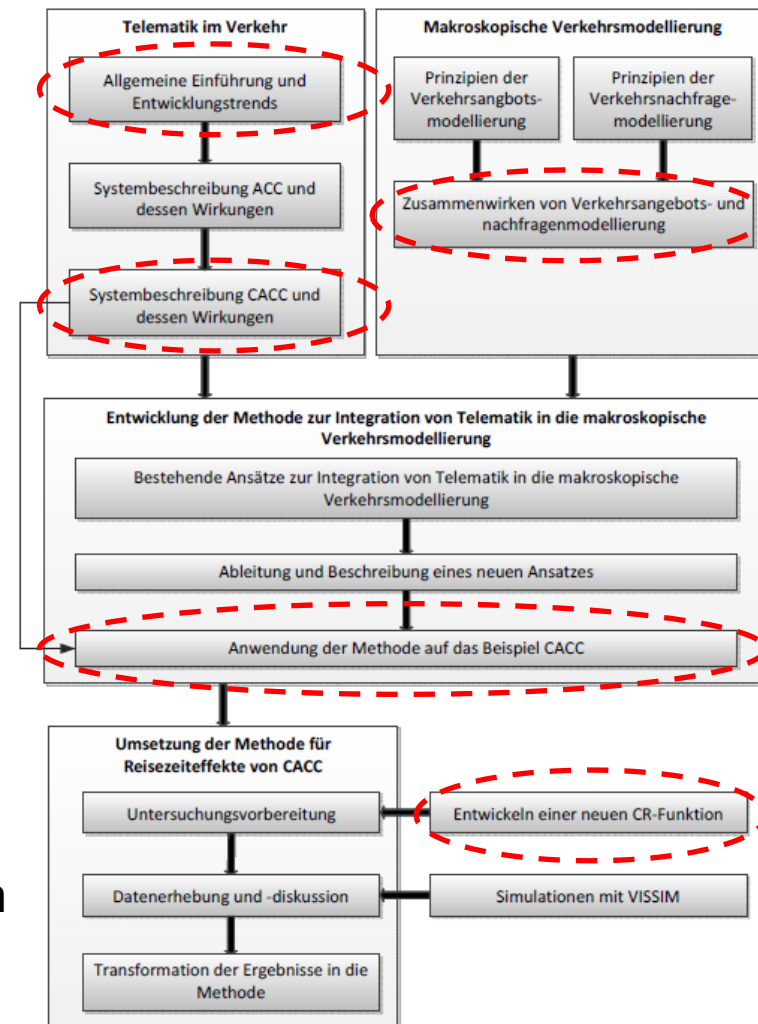 Telematik im Verkehr
Allgemeine Einführung und
Entwicklungstrends
Systembeschreibung ACC und
dessen Wirkungen
Systembeschreibung CACC und
dessen Wirkungen
Makroskopische Verkehrsmodellierung
Prinzipien der
Verkehrsangbots-
modellierung
Prinzipien der
Verkehrsnachfrage-
modellierung
Zusammenwirken von Verkehrsangebots- und
nachfragenmodellierung
Entwicklung der Methode zur Integration von Telematik in die makroskopische
Verkehrsmodellierung
Bestehende Ansätze zur Integration von Telematik in die makroskopische
Verkehrsmodellierung
Ableitung und Beschreibung eines neuen Ansatzes
Anwendung der Methode auf das Beispiel CACC
Umsetzung der Methode für
Reisezeiteffekte von CACC
Untersuchungsvorbereitung
Entwickeln einer neuen CR-Funktion
Datenerhebung und -diskussion
Simulationen mit VISSIM
Transformation der Ergebnisse in die
Methode